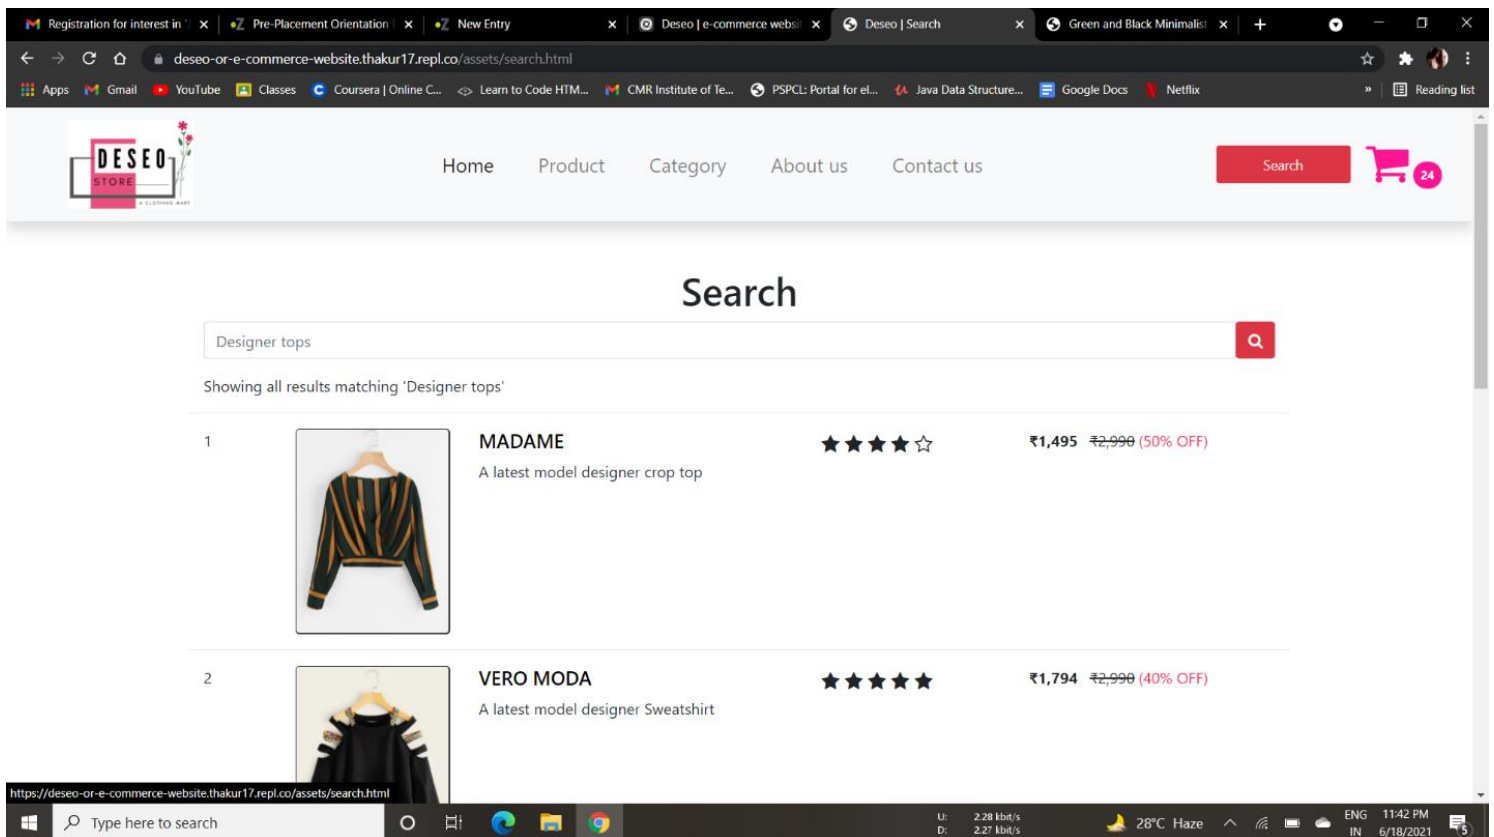 Registration for interest in
Pre-Placement Orientation
New Entry
Deseo | e-commerce websi
Deseo | Search
Green and Black Minimalist
deseo-or-e-commerce-website.thakur17.repl.co/assets/search.html
Apps
Gmail
YouTube
Classes
Coursera | Online C...
Learn to Code HTM...
CMR Institute of Te...
PSPCL: Portal for el...
Java Data Structure...
Google Docs
Netflix
»
Reading list
DESEO
STORE
A CLOTHING MART
Home
Product
Category
About us
Contact us
Search
24
Search
Designer tops
Showing all results matching 'Designer tops'
1
MADAME
₹1,495 ₹2,990 (50% OFF)
A latest model designer crop top
2
VERO MODA
₹1,794 ₹2,990 (40% OFF)
A latest model designer Sweatshirt
https://deseo-or-e-commerce-website.thakur17.repl.co/assets/search.html
Type here to search
U: 2.28 kbit/s
D: 2.27 kbit/s
28°C Haze
ENG
IN
11:42 PM
6/18/2021
5